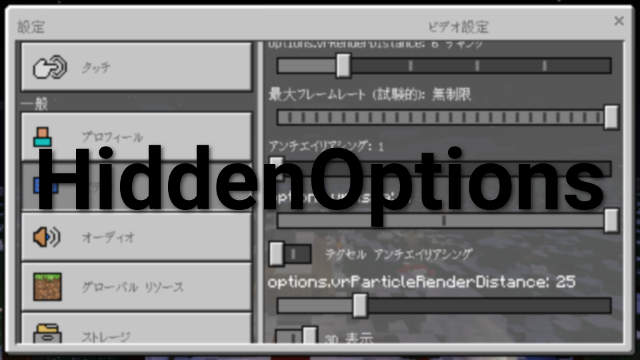 設定
ビデオ設定
タッチ
一般
プロフィール
オーディオ
グローバル リソース
ストレージ
options.vrRenderDistance: 6 チャンク
最大フレームレート (試験的): 無制限
アンチエイリアシング: 1
HiddenOptions
テクセル アンチエイリアシング
options.vrParticleRenderDistance: 25
3D 表示